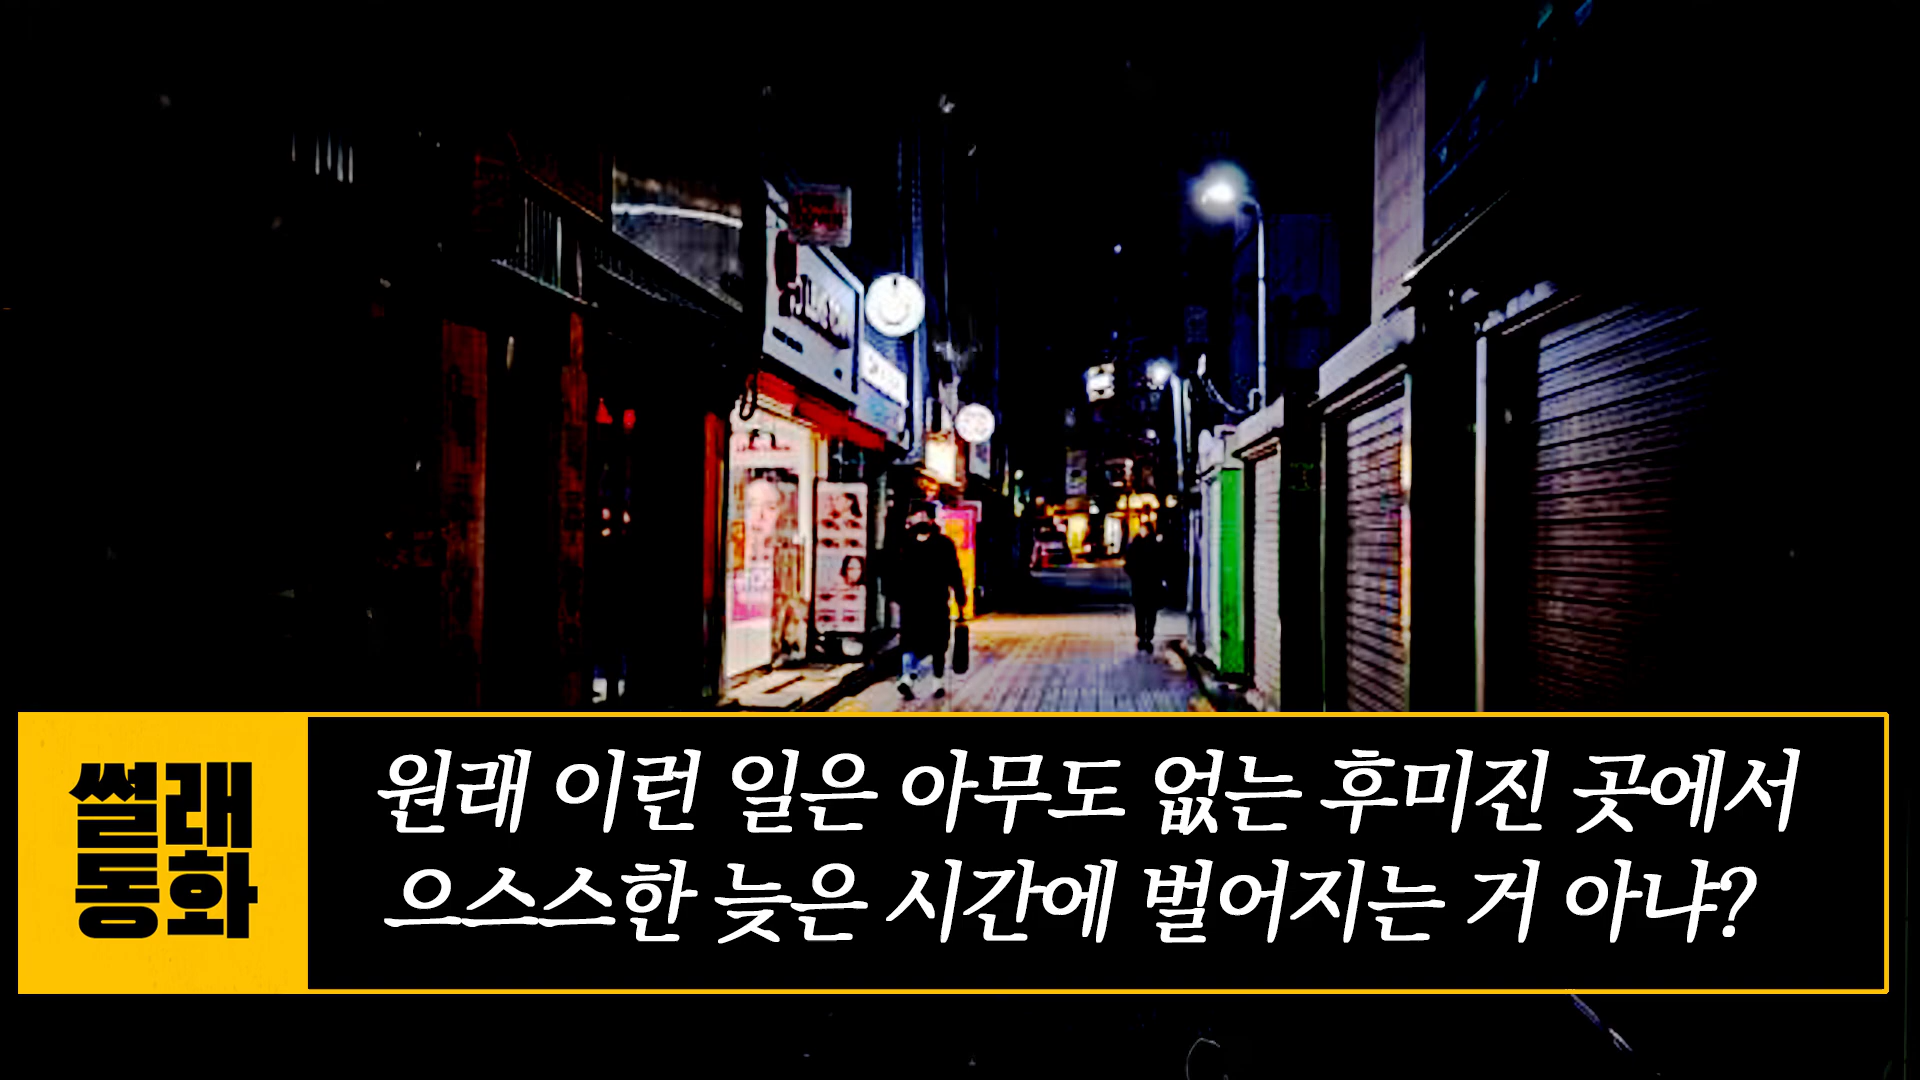 썰래
동화
원래 이런 일은 아무도 없는 후미진 곳에서
으스스한 늦은 시간에 벌어지는 거 아냐?